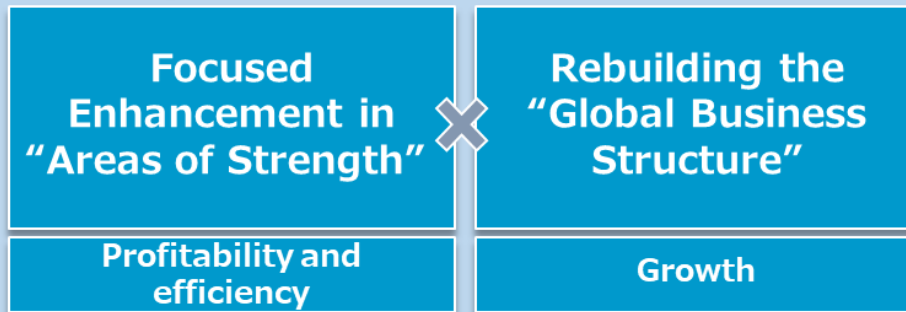 Focused
Enhancement in
“Areas of Strength”
Rebuilding the
“Global Business
Structure”
Profitability and
efficiency
Growth